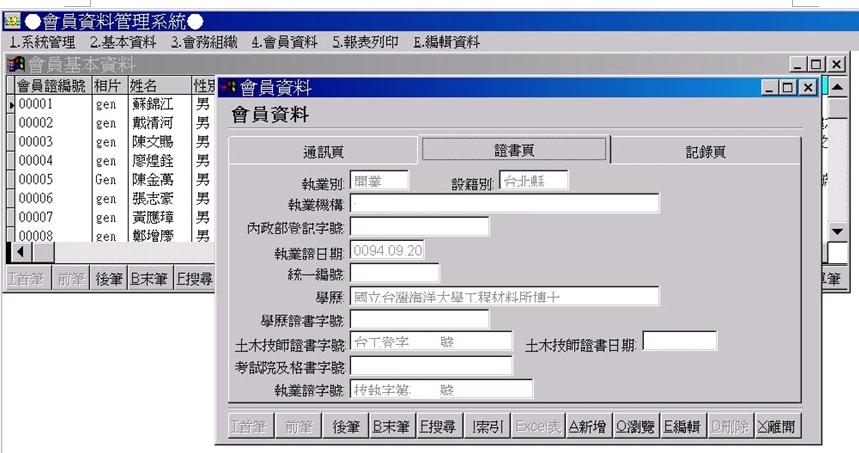 ●會員資料管理系統●
1.系統管理 2.基本資料 3.會務組織 4.會員資料 5.報表列印 E.編輯資料
會員基本資料
會員證編號 相片 姓名 性別
00001 gen 蘇錦江 男
00002 gen 戴清河 男
00003 gen 陳文賜 男
00004 gen 廖煌銓 男
00005 Gen 陳金萬 男
00006 gen 張志豪 男
00007 gen 黃應璋 男
00008 gen 鄭增廖 男
I首筆 前筆 後筆 B末筆 F搜尋
會員資料
會員資料
通訊頁 證書頁 記錄頁
執業別: 開業 設籍別: 台北縣
執業機構:
內政部登記字號:
執業證日期: 0094.09.20
統一編號:
學歷: 國立台灣海洋大學工程材料所博士
學歷證書字號:
土木技師證書字號: 台工登字 號 土木技師證書日期:
考試院及格書字號:
執業證字號: 技執字第 號
I首筆 前筆 後筆 B末筆 F搜尋 I索引 Excel表 A新增 O瀏覽 E編輯 D刪除 X離開